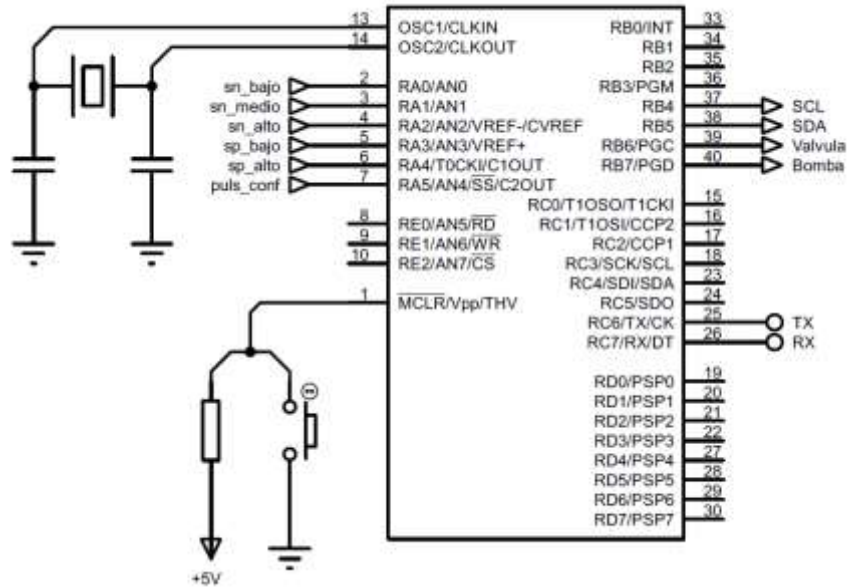 13 OSC1/CLKIN RB0/INT 33
14 OSC2/CLKOUT RB1 34
RB2 35
sn_bajo 2 RA0/AN0 RB3/PGM 36
sn_medio 3 RA1/AN1 RB4 37 SCL
sn_alto 4 RA2/AN2/VREF-/CVREF RB5 38 SDA
sp_bajo 5 RA3/AN3/VREF+ RB6/PGC 39 Valvula
sp_alto 6 RA4/T0CKI/C1OUT RB7/PGD 40 Bomba
puls_conf 7 RA5/AN4/SS/C2OUT
RC0/T1OSO/T1CKI 15
8 RE0/AN5/RD RC1/T1OSI/CCP2 16
9 RE1/AN6/WR RC2/CCP1 17
10 RE2/AN7/CS RC3/SCK/SCL 18
RC4/SDI/SDA 23
1 MCLR/Vpp/THV RC5/SDO 24
RC6/TX/CK 25 TX
RC7/RX/DT 26 RX
RD0/PSP0 19
RD1/PSP1 20
RD2/PSP2 21
RD3/PSP3 22
RD4/PSP4 27
RD5/PSP5 28
RD6/PSP6 29
RD7/PSP7 30
+5V